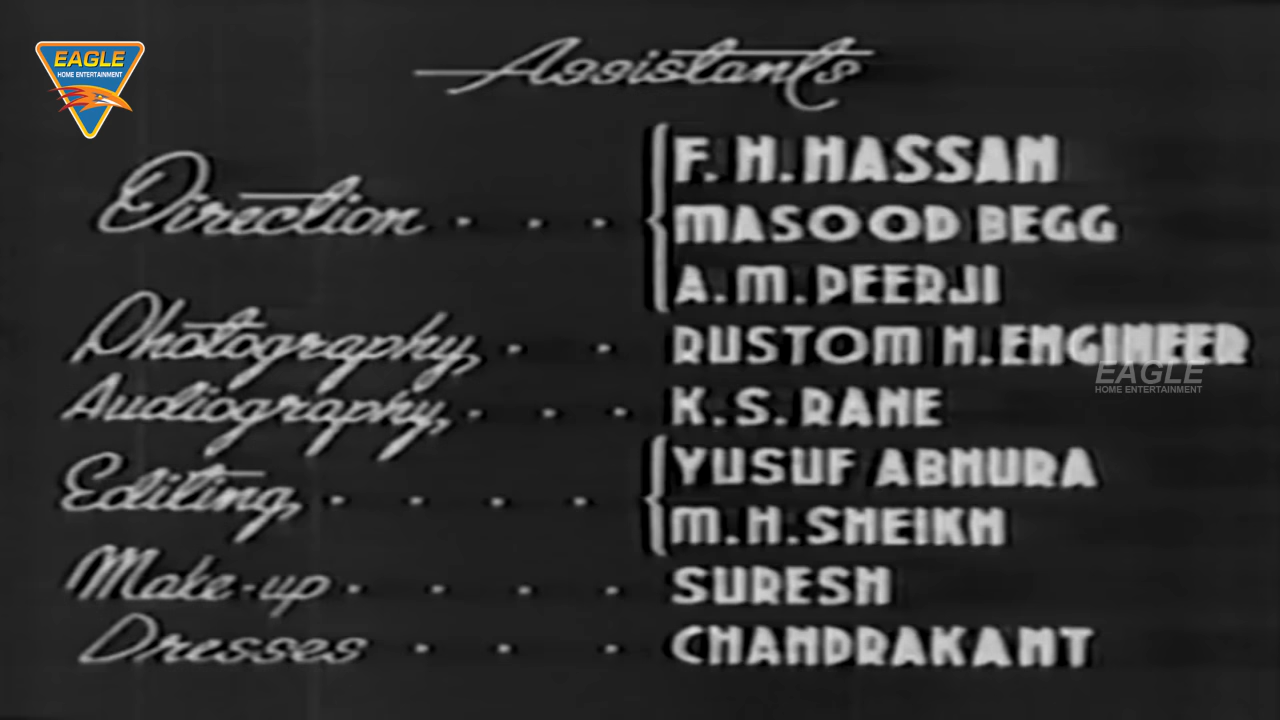 EAGLE
HOME ENTERTAINMENT
Assistants
Direction . . . F. H. HASSAN
MASOOD BEGG
A. M. PEERJI
Photography, . . RUSTOM H. ENGINEER
EAGLE
HOME ENTERTAINMENT
Audiography, . . . K. S. RANE
Editing, . . . . YUSUF ABHURA
M. H. SHEIKH
Make-up . . . . SURESH
Dresses . . . CHANDRAKANT